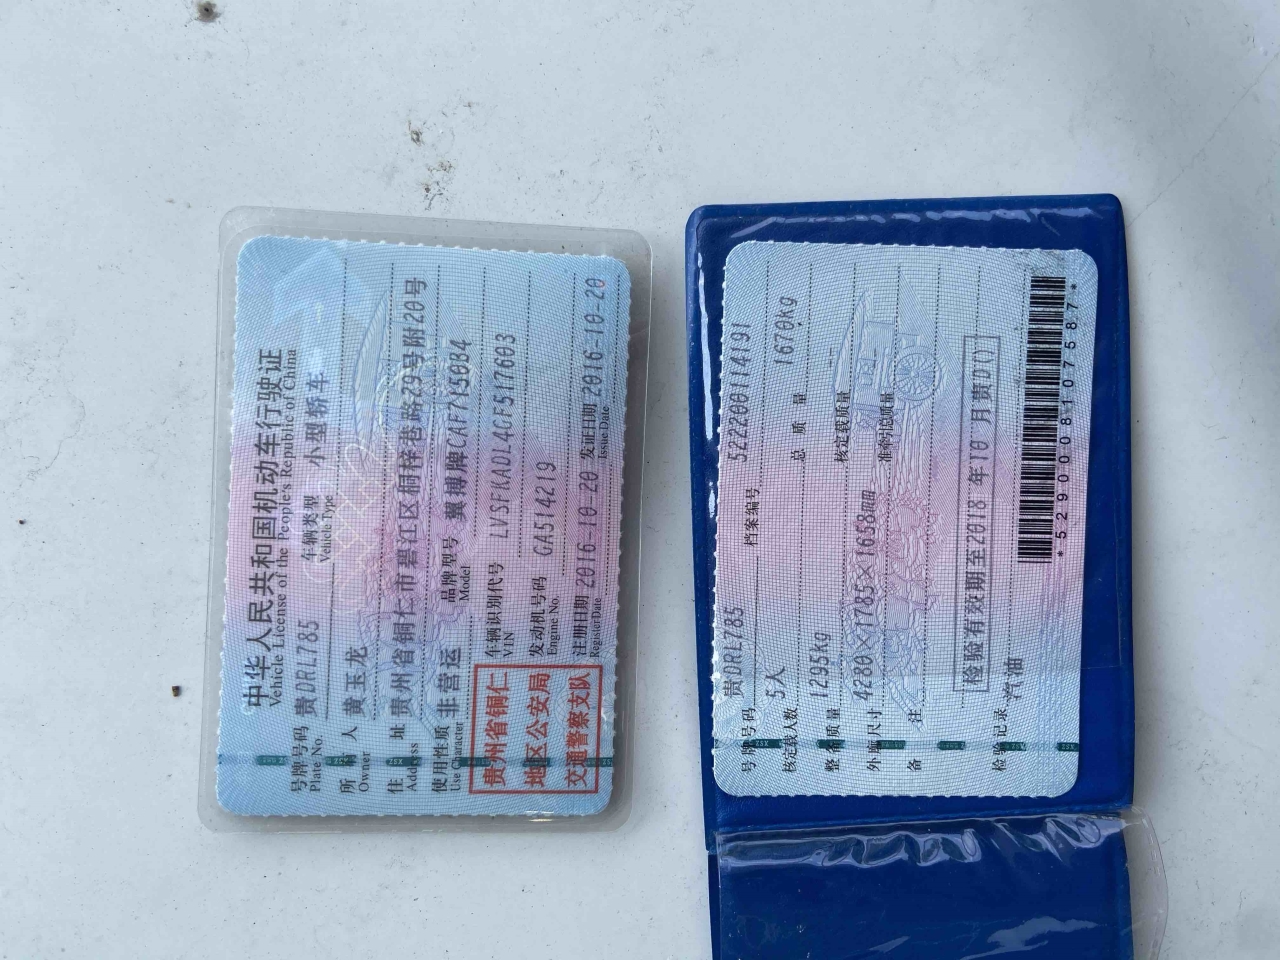 中华人民共和国机动车行驶证
Vehicle License of the People's Republic of China
号牌号码 贵DRL785 车辆类型 小型轿车
Plate No. Vehicle Type
所有人 黄玉龙
Owner
住址 贵州省铜仁市碧江区桐梓巷路29号附20号
Address
使用性质 非营运 品牌型号 翼搏牌CAF7150B4
Use Character Model
贵州省铜仁
地区公安局
交通警察支队
车辆识别代号 LVSFKADL4GF517603
VIN
发动机号码 GA514219
Engine No.
注册日期 2016-10-20 发证日期 2016-10-20
Register Date Issue Date
号牌号码 贵DRL785 档案编号 522200114191
核定载人数 5人 总质量 1670kg
整备质量 1295kg 核定载质量
外廓尺寸 4280×1785×1658mm 准牵引总质量
备注
检验有效期至2018年10月贵D()
检验记录 汽油
*5290008107587*